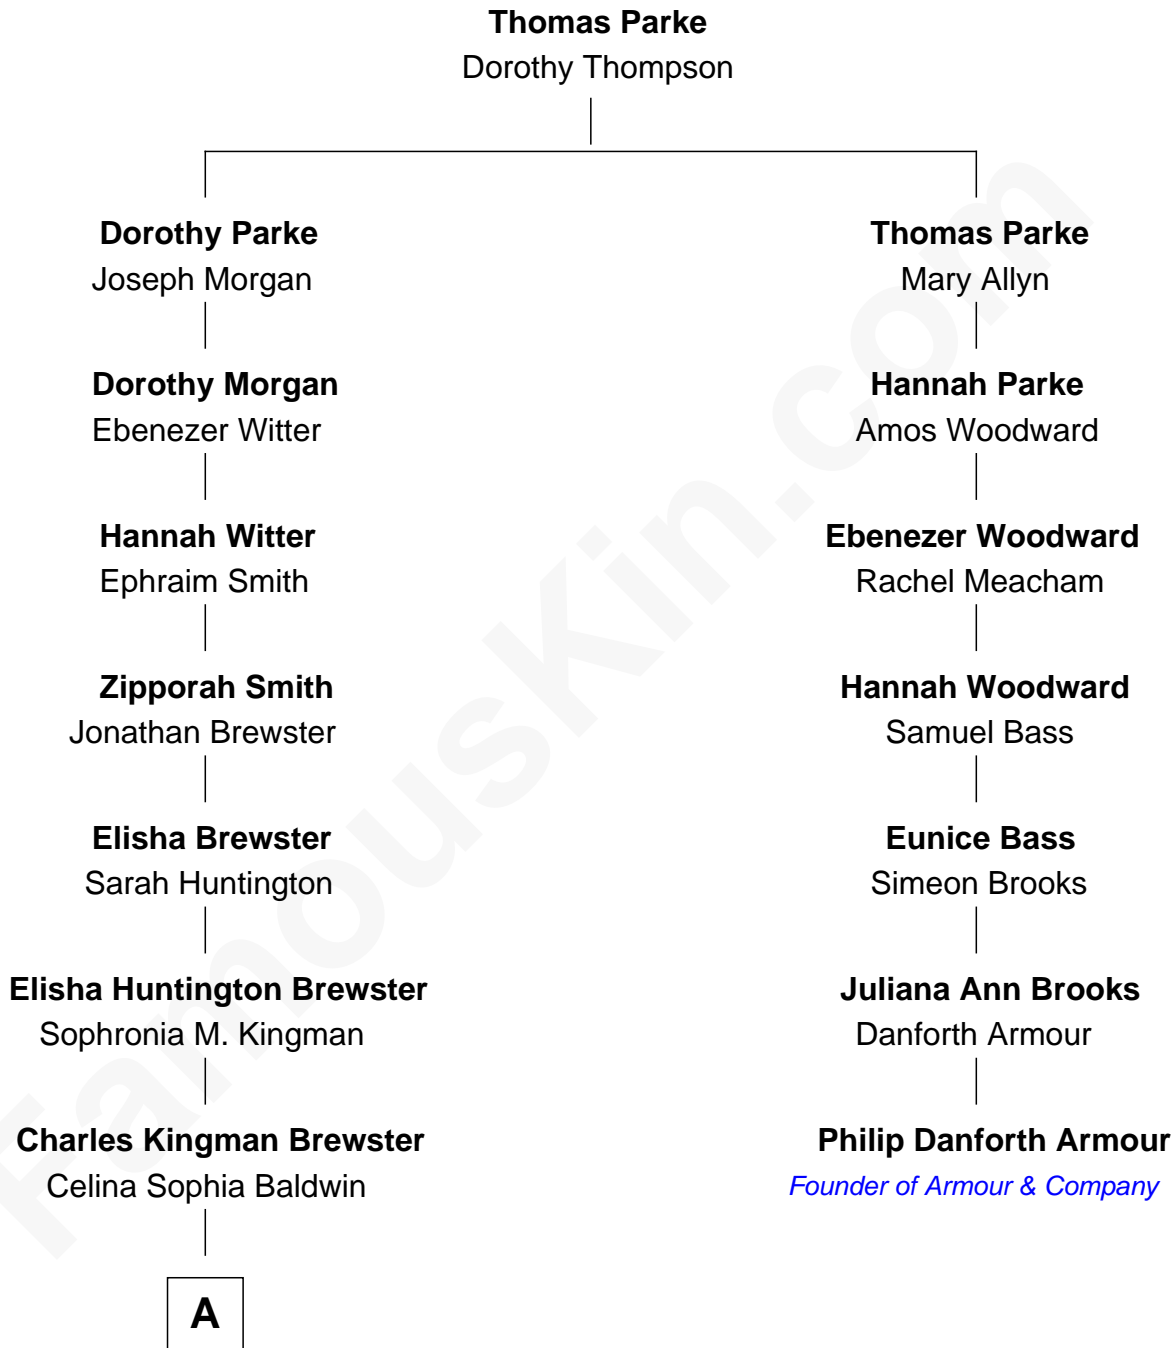 Thomas Parke
Dorothy Thompson
Dorothy Parke
Joseph Morgan
Thomas Parke
Mary Allyn
Dorothy Morgan
Ebenezer Witter
Hannah Parke
Amos Woodward
Hannah Witter
Ephraim Smith
Ebenezer Woodward
Rachel Meacham
Zipporah Smith
Jonathan Brewster
Hannah Woodward
Samuel Bass
Elisha Brewster
Sarah Huntington
Eunice Bass
Simeon Brooks
Elisha Huntington Brewster
Sophronia M. Kingman
Juliana Ann Brooks
Danforth Armour
Charles Kingman Brewster
Celina Sophia Baldwin
Philip Danforth Armour
Founder of Armour & Company
A
FamousKin.com